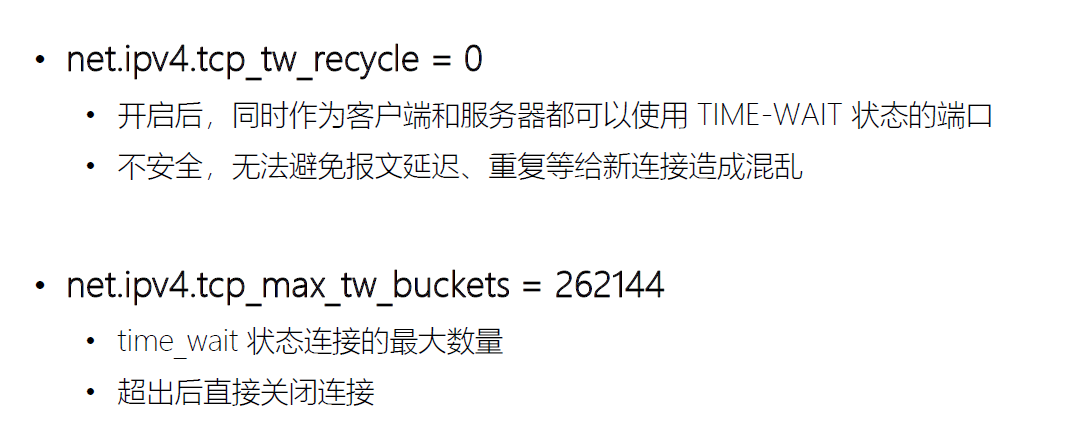 • net.ipv4.tcp_tw_recycle = 0
• 开启后，同时作为客户端和服务器都可以使用 TIME-WAIT 状态的端口
• 不安全，无法避免报文延迟、重复等给新连接造成混乱
• net.ipv4.tcp_max_tw_buckets = 262144
• time_wait 状态连接的最大数量
• 超出后直接关闭连接